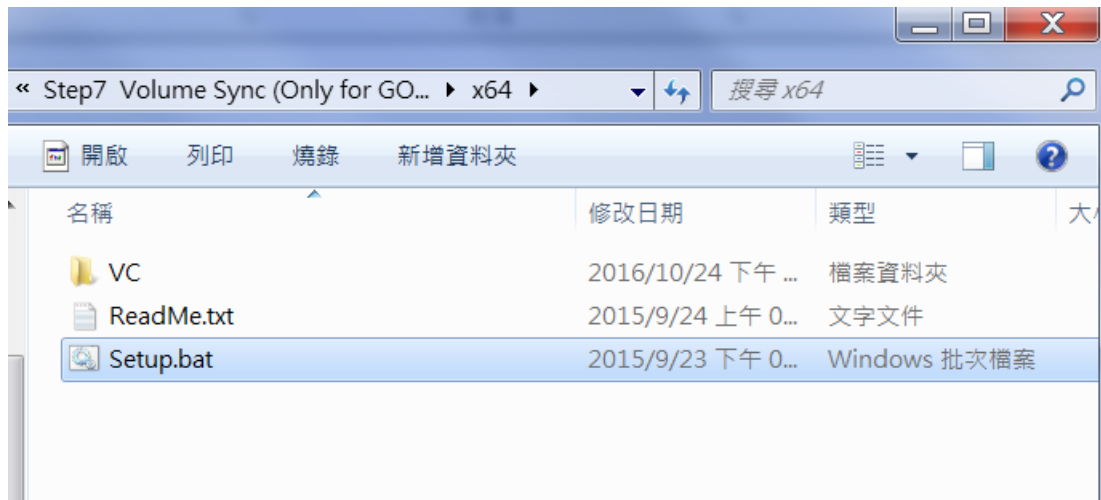 « Step7 Volume Sync (Only for GO... ▸ x64 ▸ 搜尋 x64
開啟 列印 燒錄 新增資料夾
名稱 修改日期 類型 大小
VC 2016/10/24 下午 ... 檔案資料夾
ReadMe.txt 2015/9/24 上午 0... 文字文件
Setup.bat 2015/9/23 下午 0... Windows 批次檔案